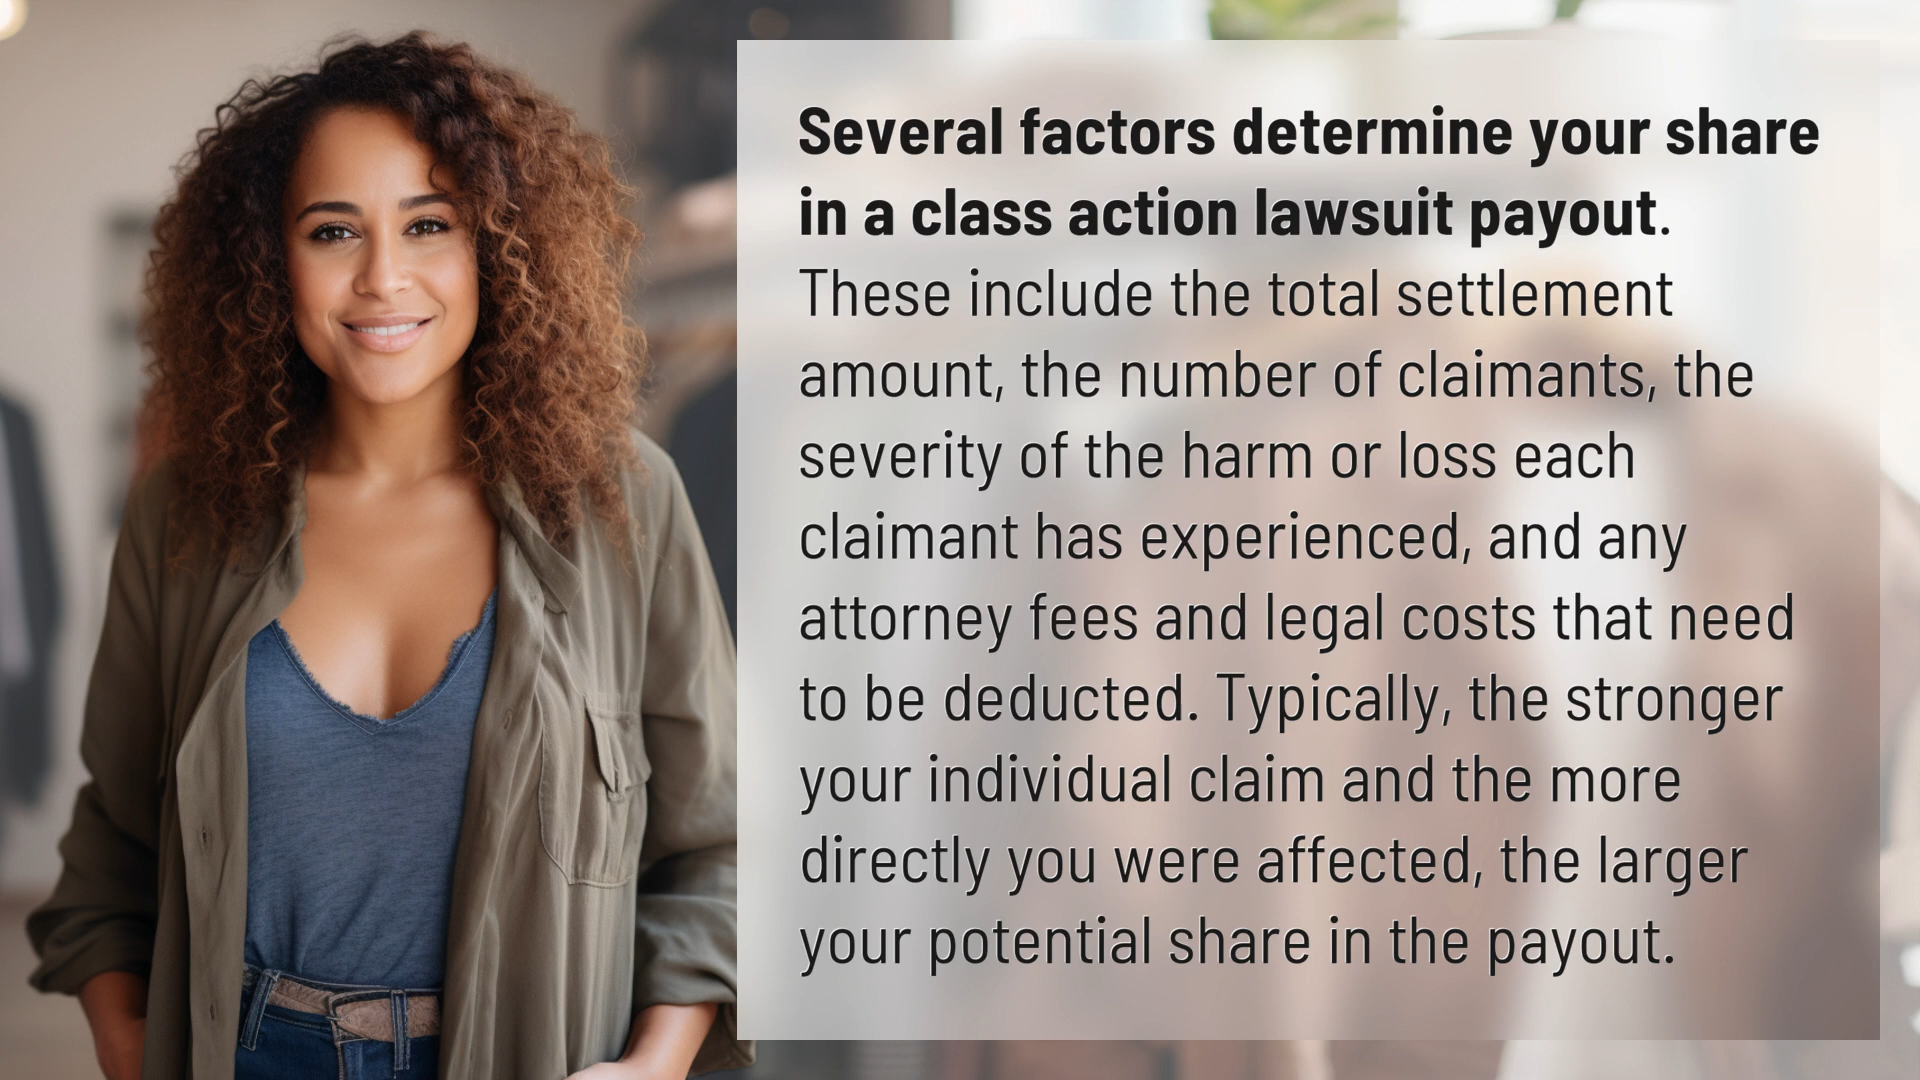 Several factors determine your share
in a class action lawsuit payout.
These include the total settlement
amount, the number of claimants, the
severity of the harm or loss each
claimant has experienced, and any
attorney fees and legal costs that need
to be deducted. Typically, the stronger
your individual claim and the more
directly you were affected, the larger
your potential share in the payout.